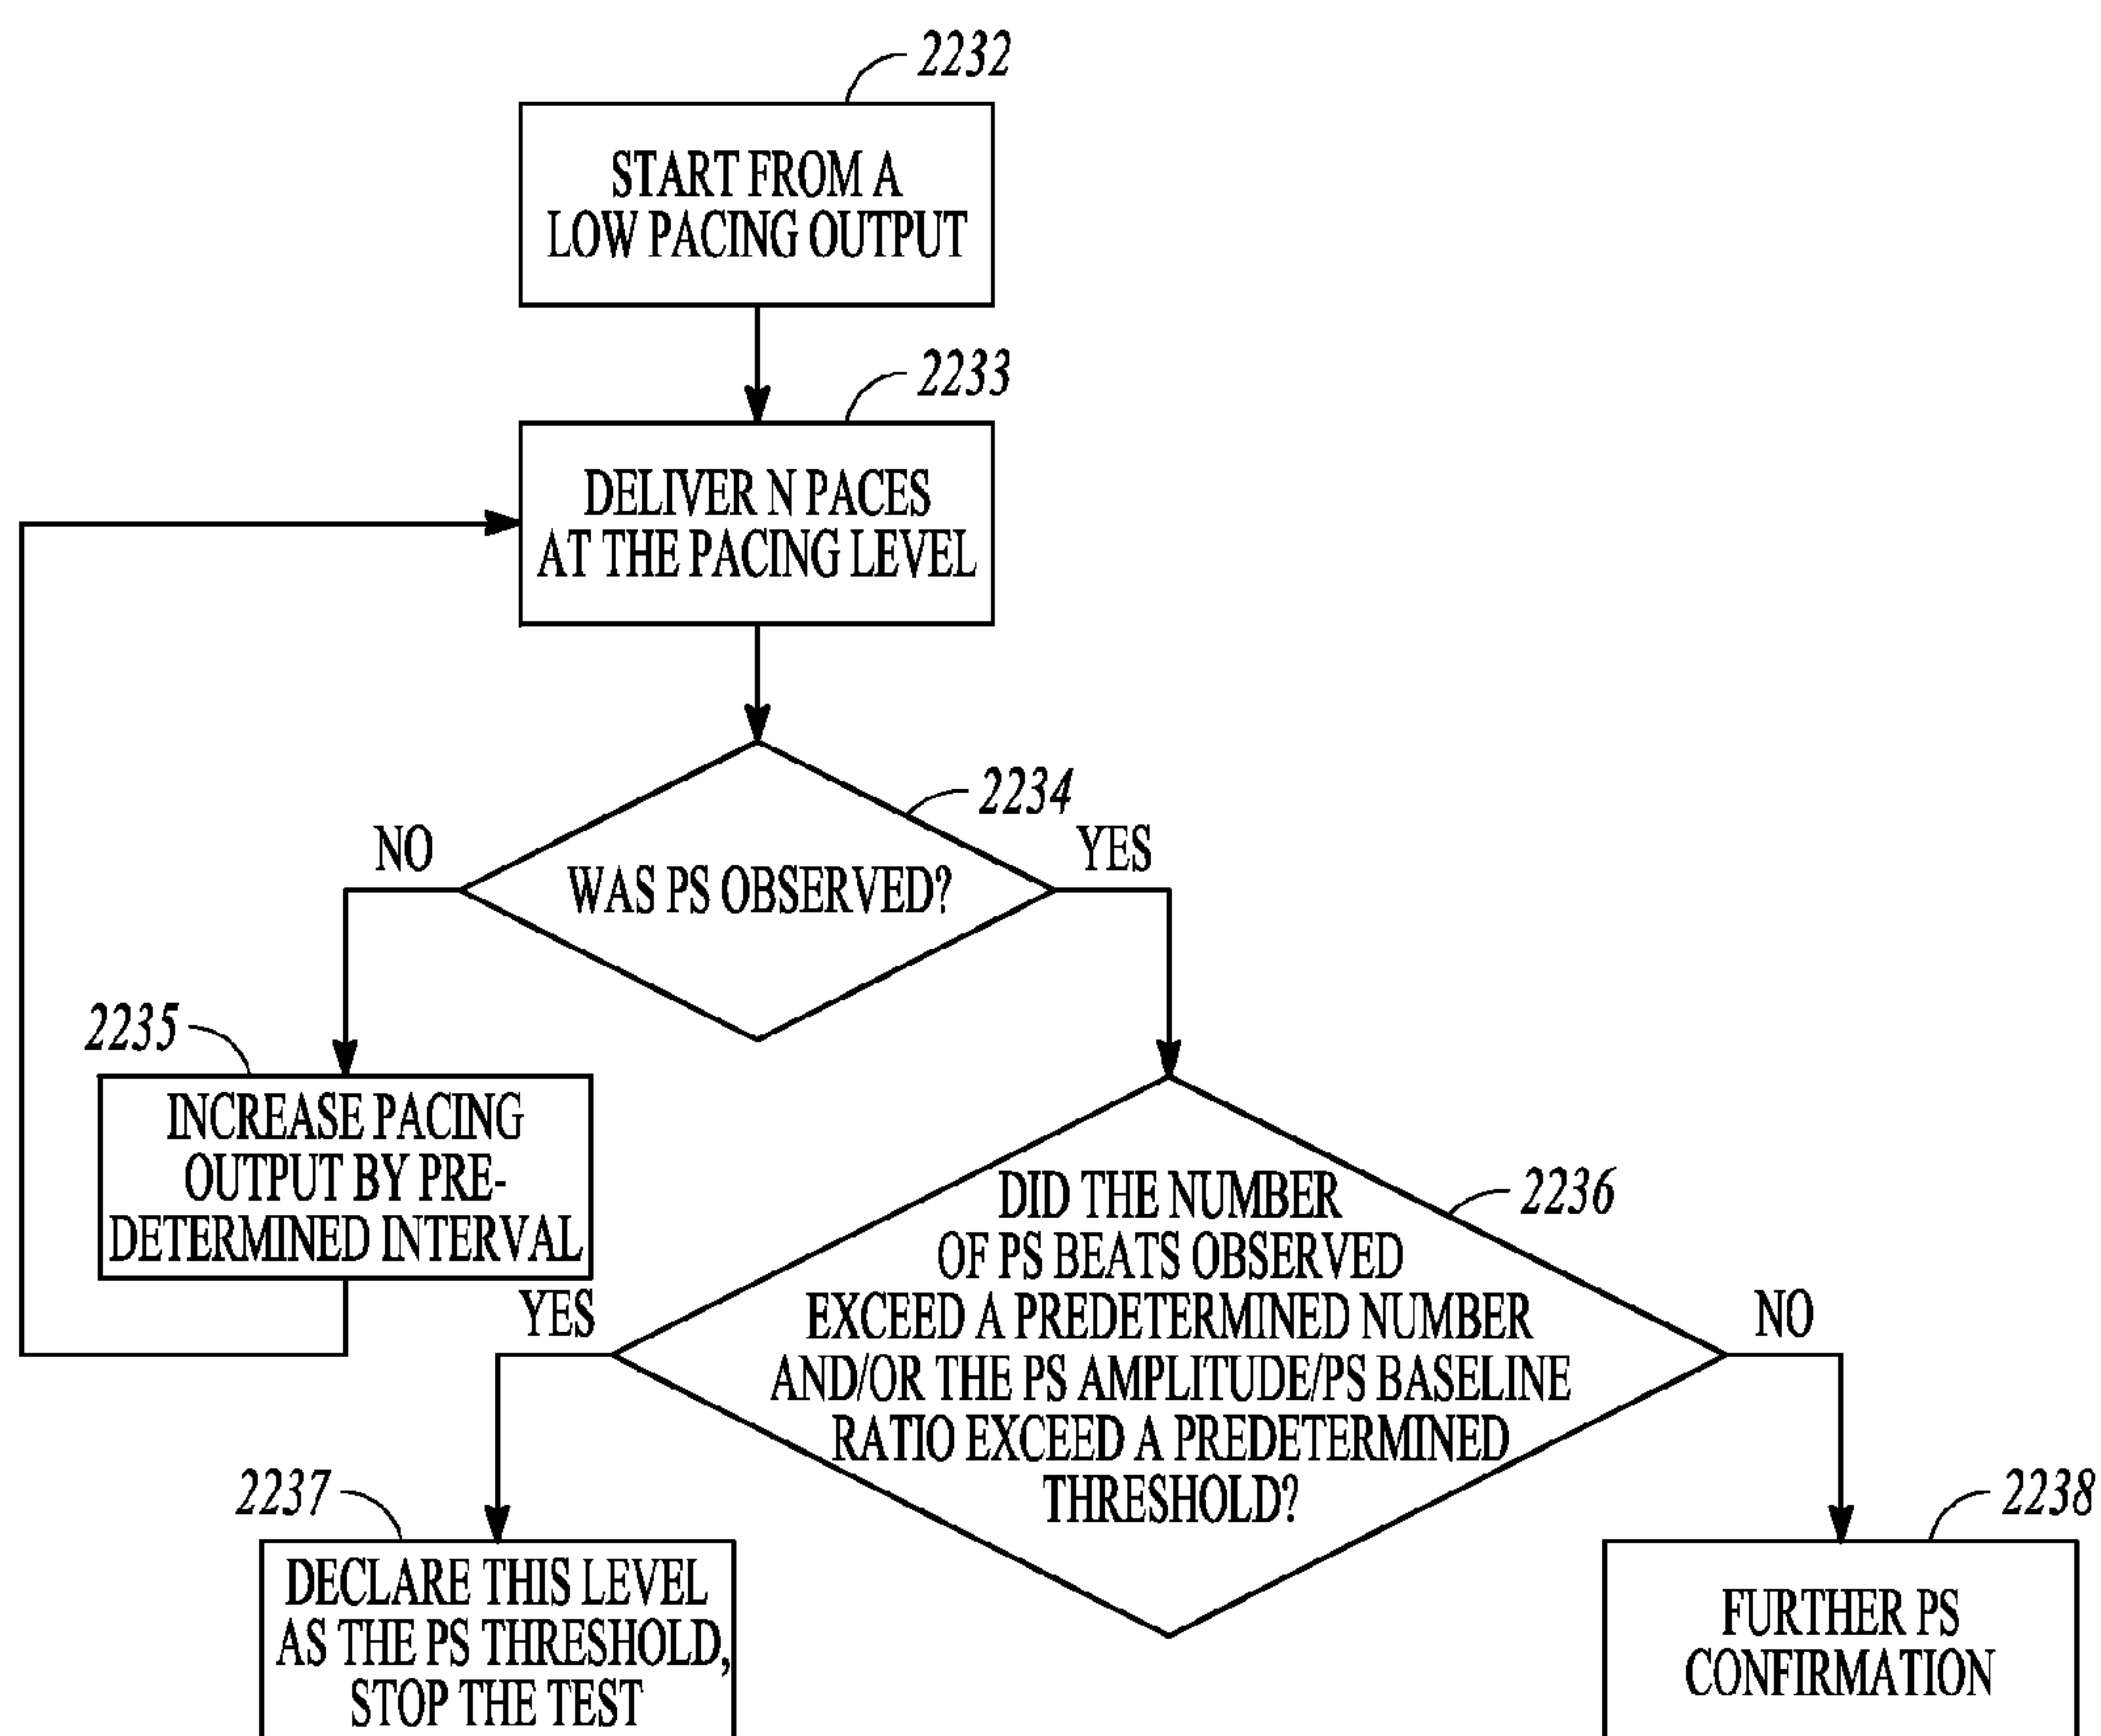 2232
START FROM A
LOW PACING OUTPUT
2233
DELIVER N PACES
AT THE PACING LEVEL
2234
NO
YES
WAS PS OBSERVED?
2235
INCREASE PACING
OUTPUT BY PRE-
DETERMINED INTERVAL
2236
DID THE NUMBER
OF PS BEATS OBSERVED
EXCEED A PREDETERMINED NUMBER
AND/OR THE PS AMPLITUDE/PS BASELINE
RATIO EXCEED A PREDETERMINED
THRESHOLD?
YES
NO
2237
DECLARE THIS LEVEL
AS THE PS THRESHOLD,
STOP THE TEST
2238
FURTHER PS
CONFIRMATION